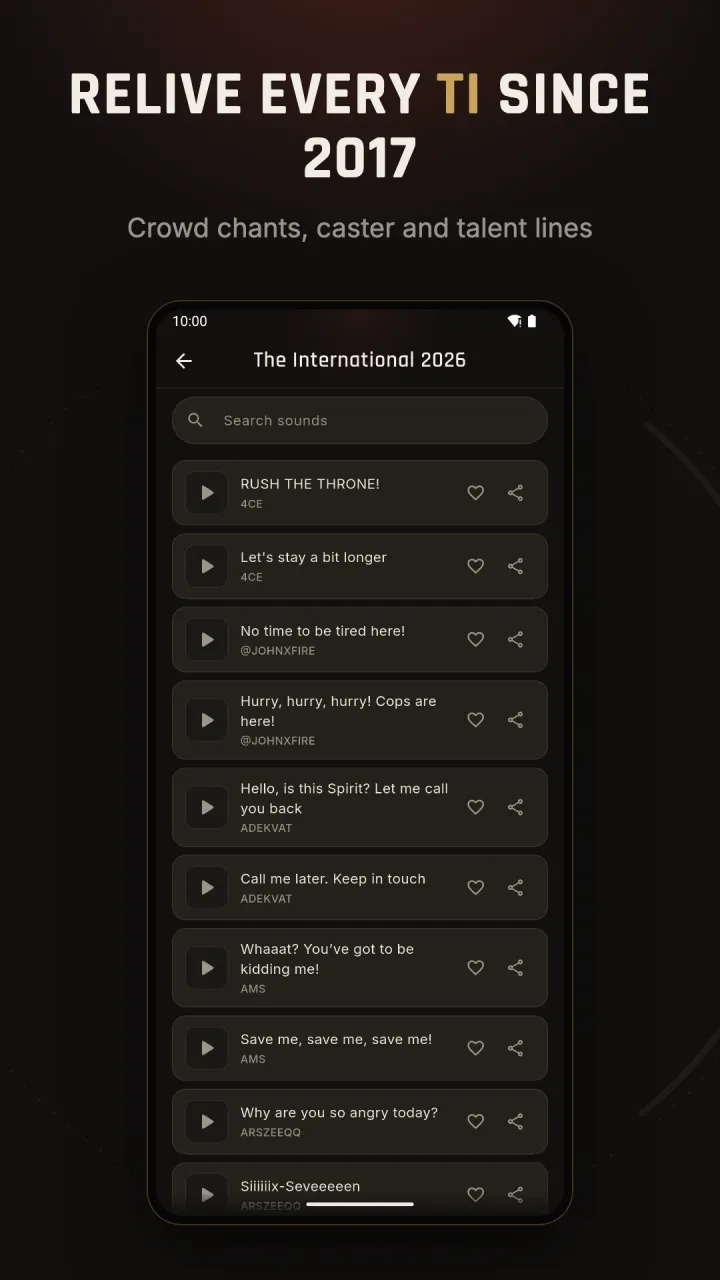 RELIVE EVERY TI SINCE
2017
Crowd chants, caster and talent lines
10:00
The International 2026
Search sounds
RUSH THE THRONE!
4CE
Let's stay a bit longer
4CE
No time to be tired here!
@JOHNXFIRE
Hurry, hurry, hurry! Cops are
here!
@JOHNXFIRE
Hello, is this Spirit? Let me call
you back
ADEKVAT
Call me later. Keep in touch
ADEKVAT
Whaaat? You’ve got to be
kidding me!
AMS
Save me, save me, save me!
AMS
Why are you so angry today?
ARSZEEQQ
Siiiiiix-Seveeeeen
ARSZEEQQ